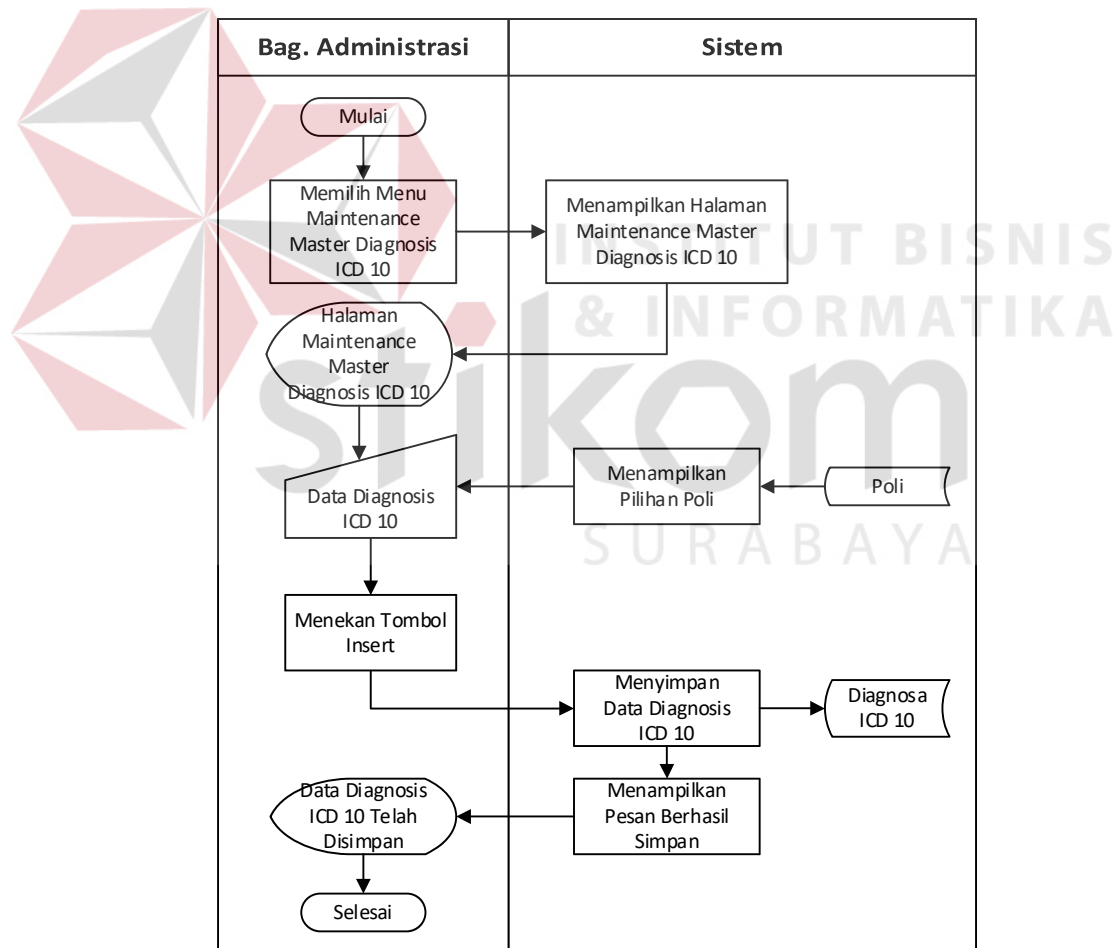 Bag. Administrasi
Sistem
Mulai
Memilih Menu
Maintenance
Master Diagnosis
ICD 10
Menampilkan Halaman
Maintenance Master
Diagnosis ICD 10
INSTITUT BISNIS
& INFORMATIKA
stikom
SURABAYA
Halaman
Maintenance
Master
Diagnosis ICD 10
Data Diagnosis
ICD 10
Menampilkan
Pilihan Poli
Poli
Menekan Tombol
Insert
Menyimpan
Data Diagnosis
ICD 10
Diagnosa
ICD 10
Menampilkan
Pesan Berhasil
Simpan
Data Diagnosis
ICD 10 Telah
Disimpan
Selesai